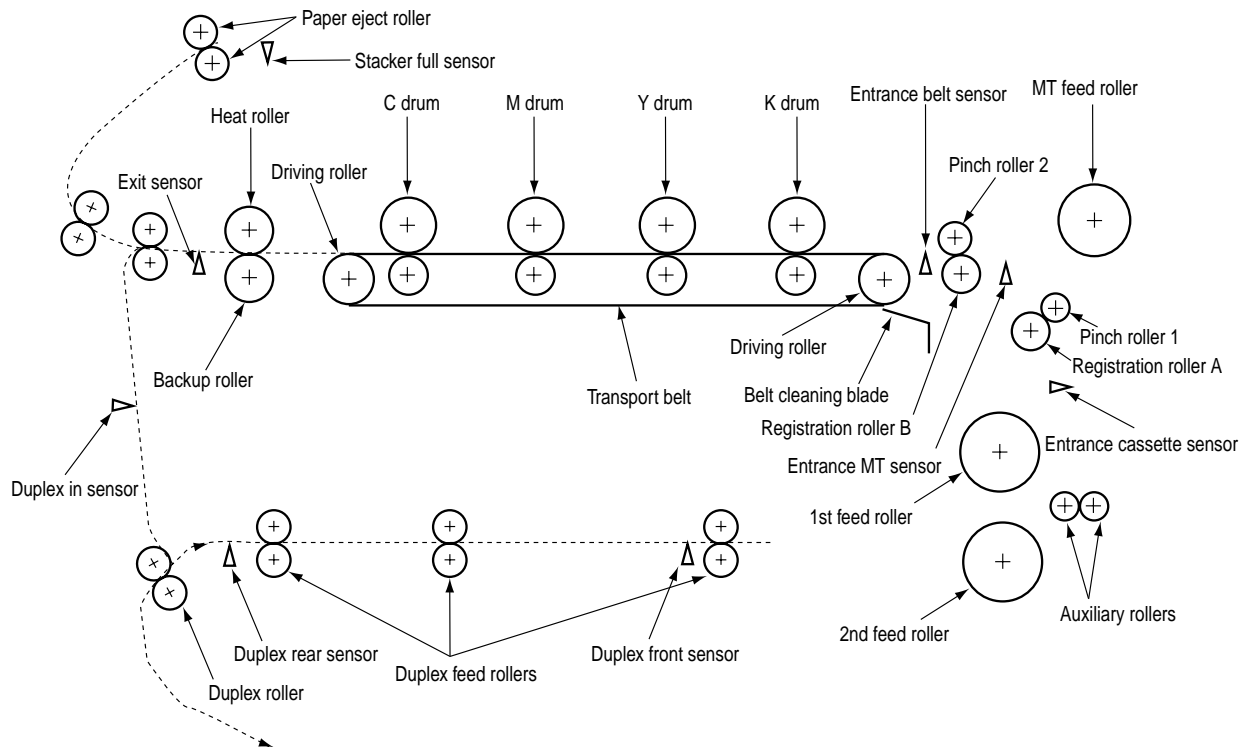 Paper eject roller
Stacker full sensor
C drum
M drum
Y drum
K drum
Entrance belt sensor
MT feed roller
Heat roller
Pinch roller 2
Driving roller
Exit sensor
Pinch roller 1
Driving roller
Registration roller A
Backup roller
Transport belt
Belt cleaning blade
Registration roller B
Entrance cassette sensor
Entrance MT sensor
Duplex in sensor
1st feed roller
Auxiliary rollers
2nd feed roller
Duplex rear sensor
Duplex feed rollers
Duplex front sensor
Duplex roller